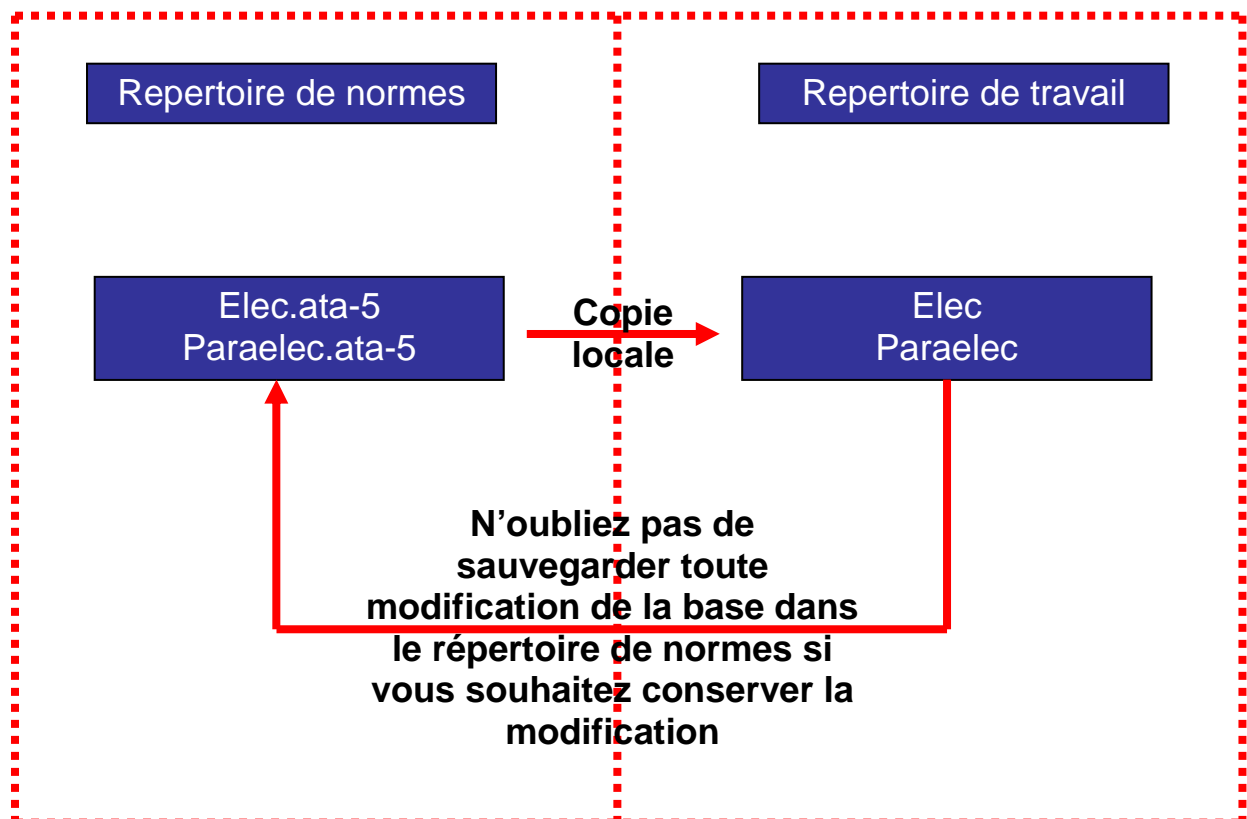 Repertoire de normes
Repertoire de travail
Elec.ata-5
Paraelec.ata-5
Copie
locale
Elec
Paraelec
N’oubliez pas de
sauvegarder toute
modification de la base dans
le répertoire de normes si
vous souhaitez conserver la
modification